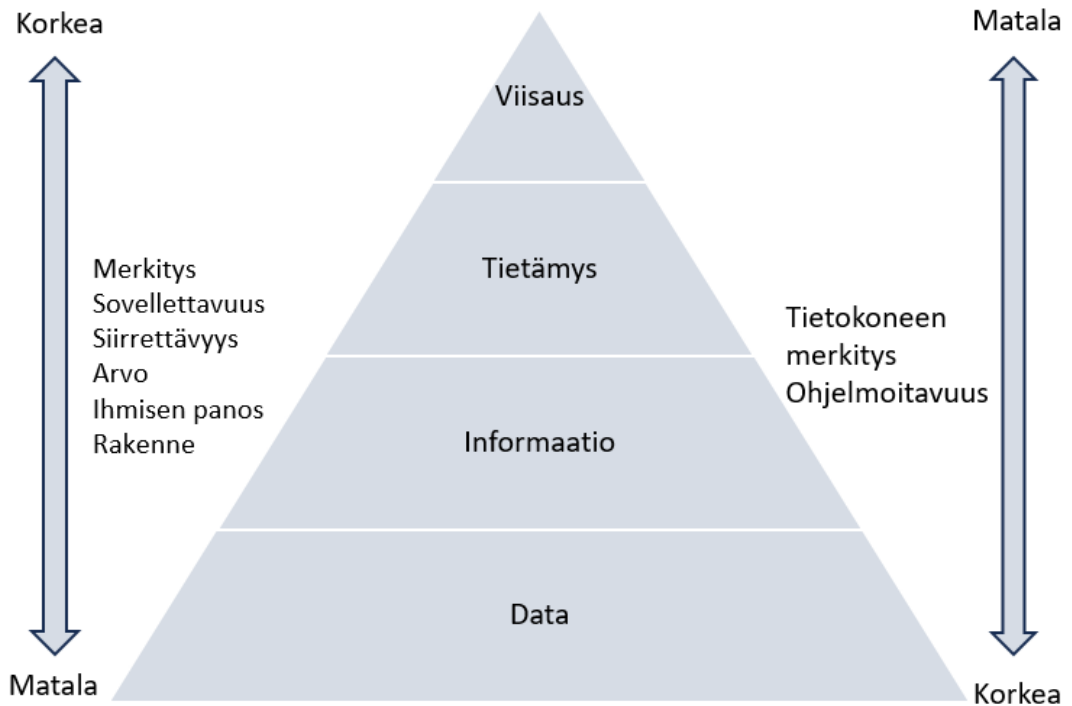 Korkea
Matala
Viisaus
Tietämys
Merkitys
Sovellettavuus
Siirrettävyys
Arvo
Ihmisen panos
Rakenne
Tietokoneen
merkitys
Ohjelmoitavuus
Informaatio
Data
Matala
Korkea